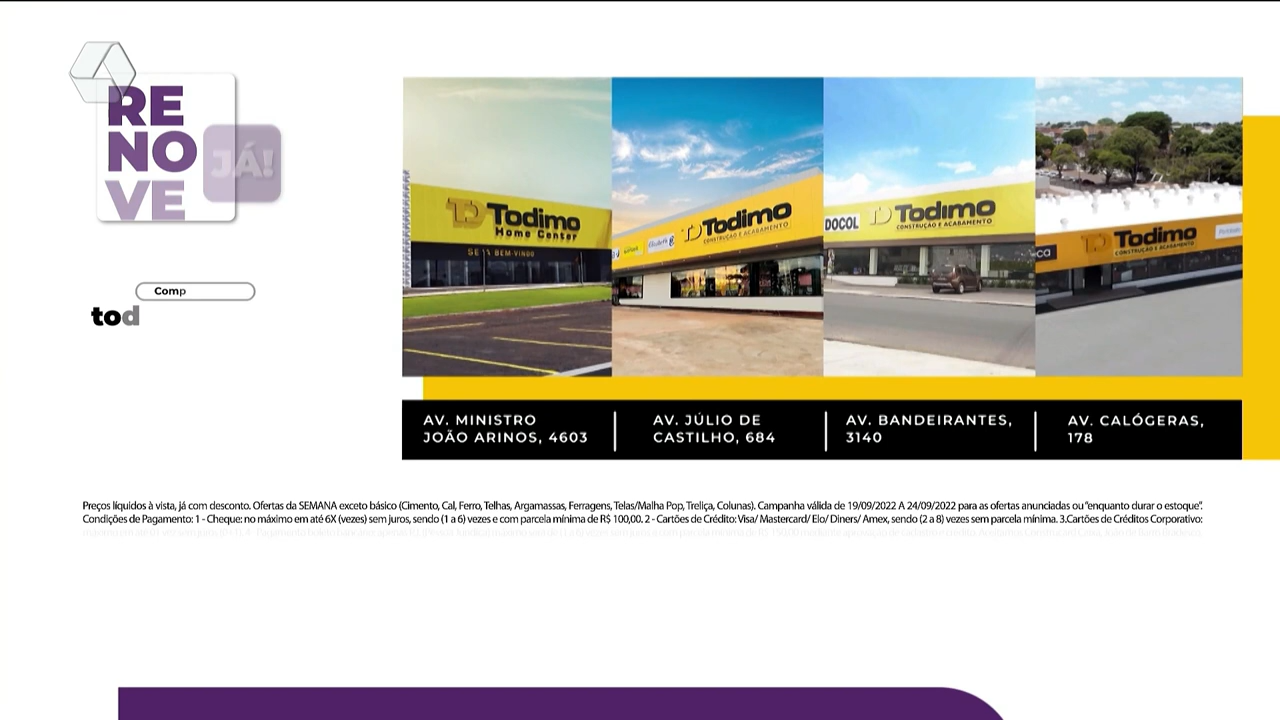 RE
NO
VE
JÁ!
Comp
tod
Todimo
Home Center
SEJA BEM-VINDO
Todimo
CONSTRUÇÃO E ACABAMENTO
DOCOL
Todimo
CONSTRUÇÃO E ACABAMENTO
ca
Todimo
CONSTRUÇÃO E ACABAMENTO
AV. MINISTRO
JOÃO ARINOS, 4603
AV. JÚLIO DE
CASTILHO, 684
AV. BANDEIRANTES,
3140
AV. CALÓGERAS,
178
Preços líquidos à vista, já com desconto. Ofertas da SEMANA exceto básico (Cimento, Cal, Ferro, Telhas, Argamassas, Ferragens, Telas/Malha Pop, Treliça, Colunas). Campanha válida de 19/09/2022 A 24/09/2022 para as ofertas anunciadas ou “enquanto durar o estoque”.
Condições de Pagamento: 1 - Cheque: no máximo em até 6X (vezes) sem juros, sendo (1 a 6) vezes e com parcela mínima de R$ 100,00. 2 - Cartões de Crédito: Visa/ Mastercard/ Elo/ Diners/ Amex, sendo (2 a 8) vezes sem parcela mínima. 3.Cartões de Créditos Corporativo: